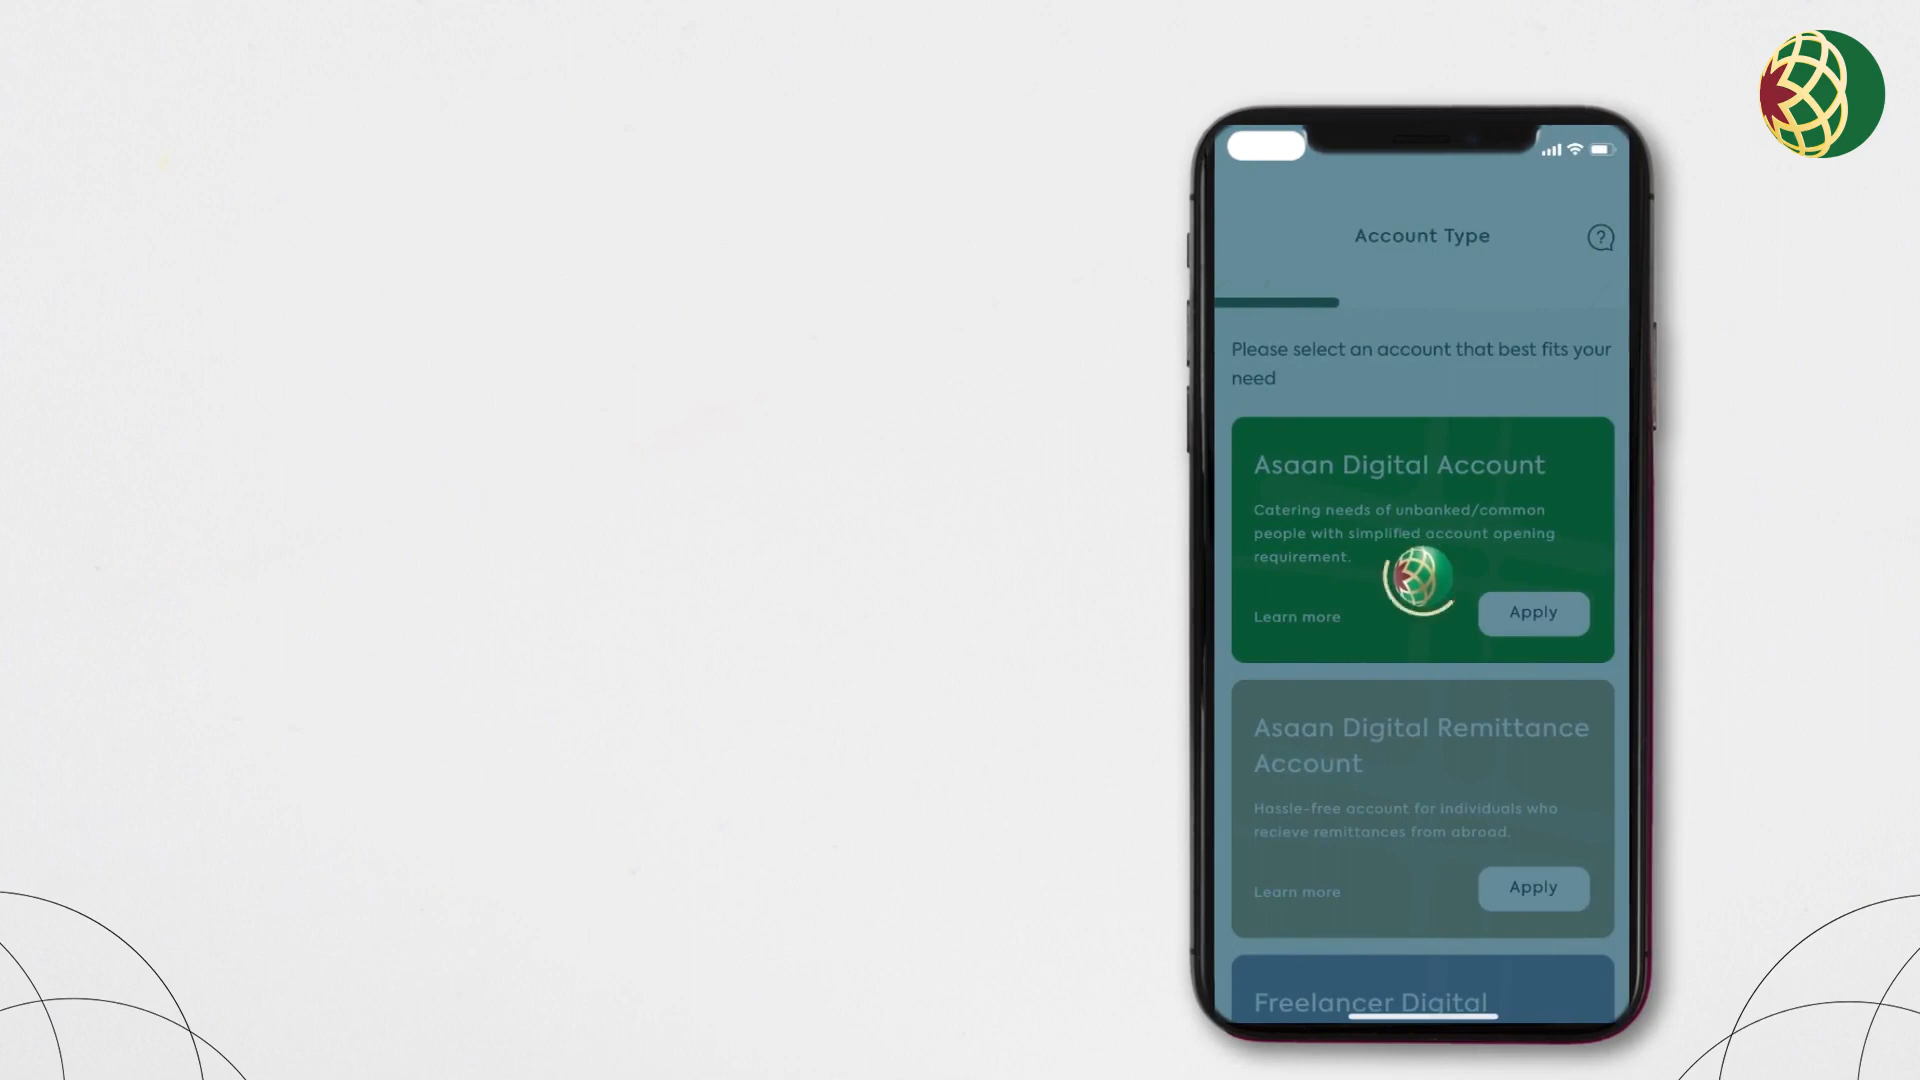 Account Type
?
Please select an account that best fits your
need
Asaan Digital Account
Catering needs of unbanked/common
people with simplified account opening
requirement.
Learn more
Apply
Asaan Digital Remittance
Account
Hassle-free account for individuals who
recieve remittances from abroad.
Learn more
Apply
Freelancer Digital